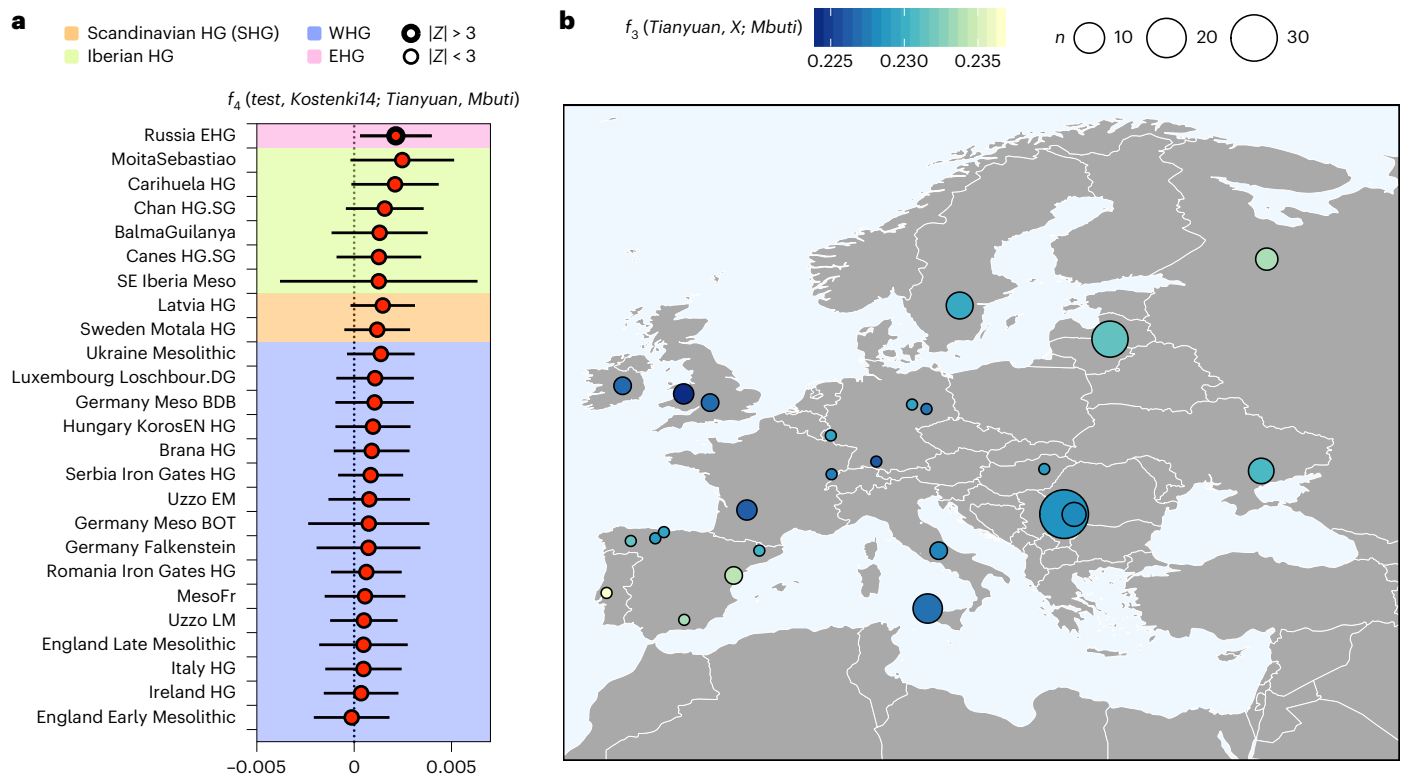 a
Scandinavian HG (SHG)
Iberian HG
WHG
EHG
|Z| > 3
|Z| < 3
f4 (test, Kostenki14; Tianyuan, Mbuti)
Russia EHG
MoitaSebastiao
Carihuela HG
Chan HG.SG
BalmaGuilanya
Canes HG.SG
SE Iberia Meso
Latvia HG
Sweden Motala HG
Ukraine Mesolithic
Luxembourg Loschbour.DG
Germany Meso BDB
Hungary KorosEN HG
Brana HG
Serbia Iron Gates HG
Uzzo EM
Germany Meso BOT
Germany Falkenstein
Romania Iron Gates HG
MesoFr
Uzzo LM
England Late Mesolithic
Italy HG
Ireland HG
England Early Mesolithic
−0.005 0 0.005
b
f3 (Tianyuan, X; Mbuti)
0.225 0.230 0.235
n 10 20 30